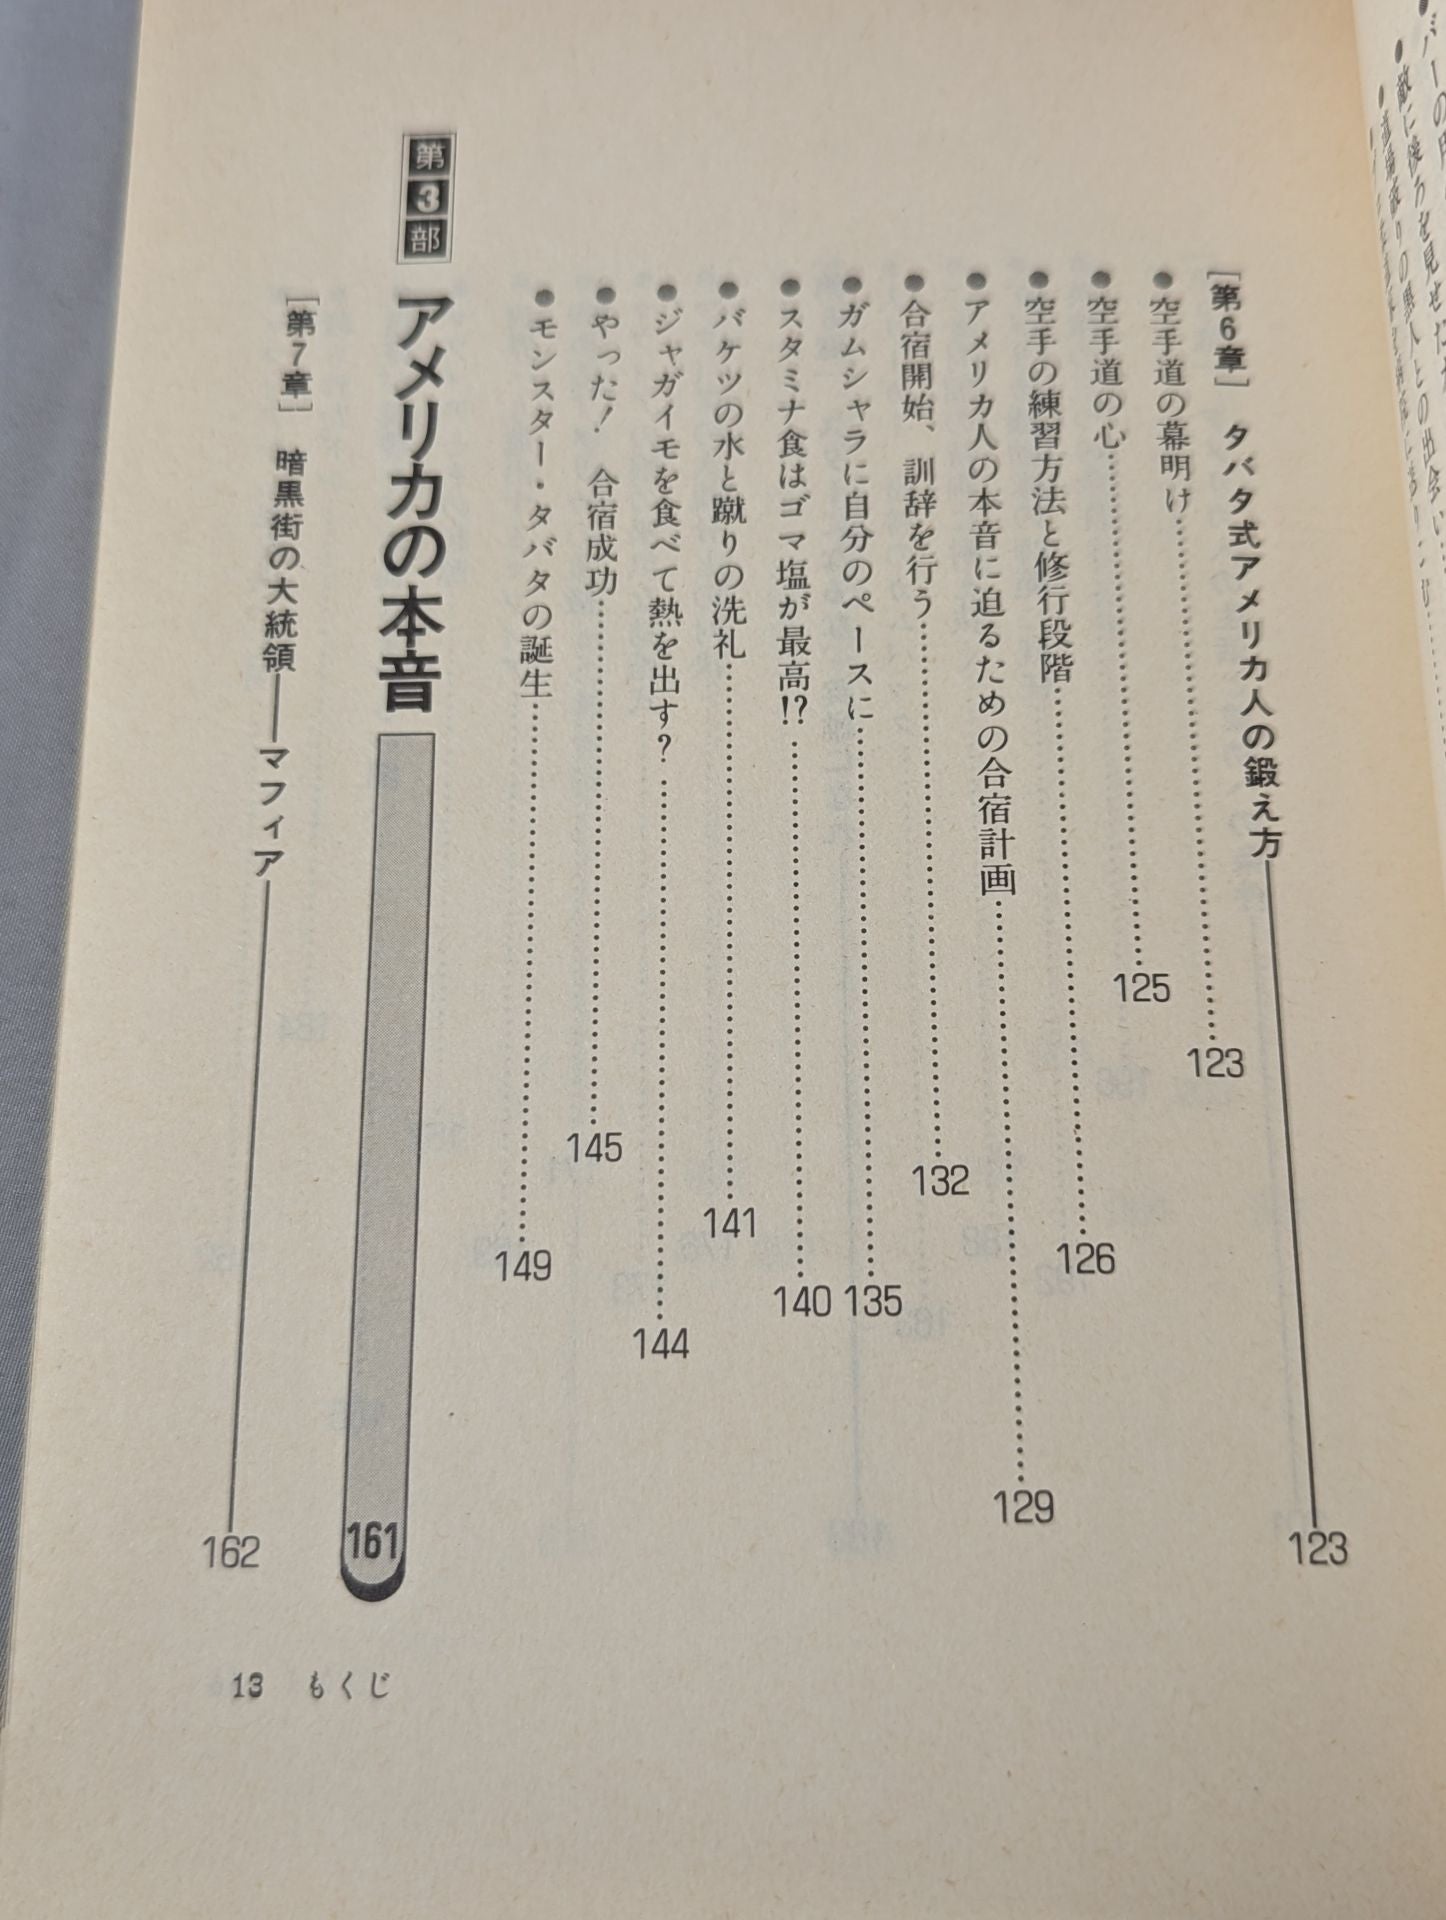 [第6章] タバタ式アメリカ人の鍛え方 123
●空手道の幕明け 123
●空手道の心 125
●空手の練習方法と修行段階 126
●アメリカ人の本音に迫るための合宿計画 129
●合宿開始、訓辞を行う 132
●ガムシャラに自分のペースに 135
●スタミナ食はゴマ塩が最高!? 140
●バケツの水と蹴りの洗礼 141
●ジャガイモを食べて熱を出す? 144
●やった! 合宿成功 145
●モンスター・タバタの誕生 149
第3部 アメリカの本音 161
[第7章] 暗黒街の大統領――マフィア 162
13 もくじ